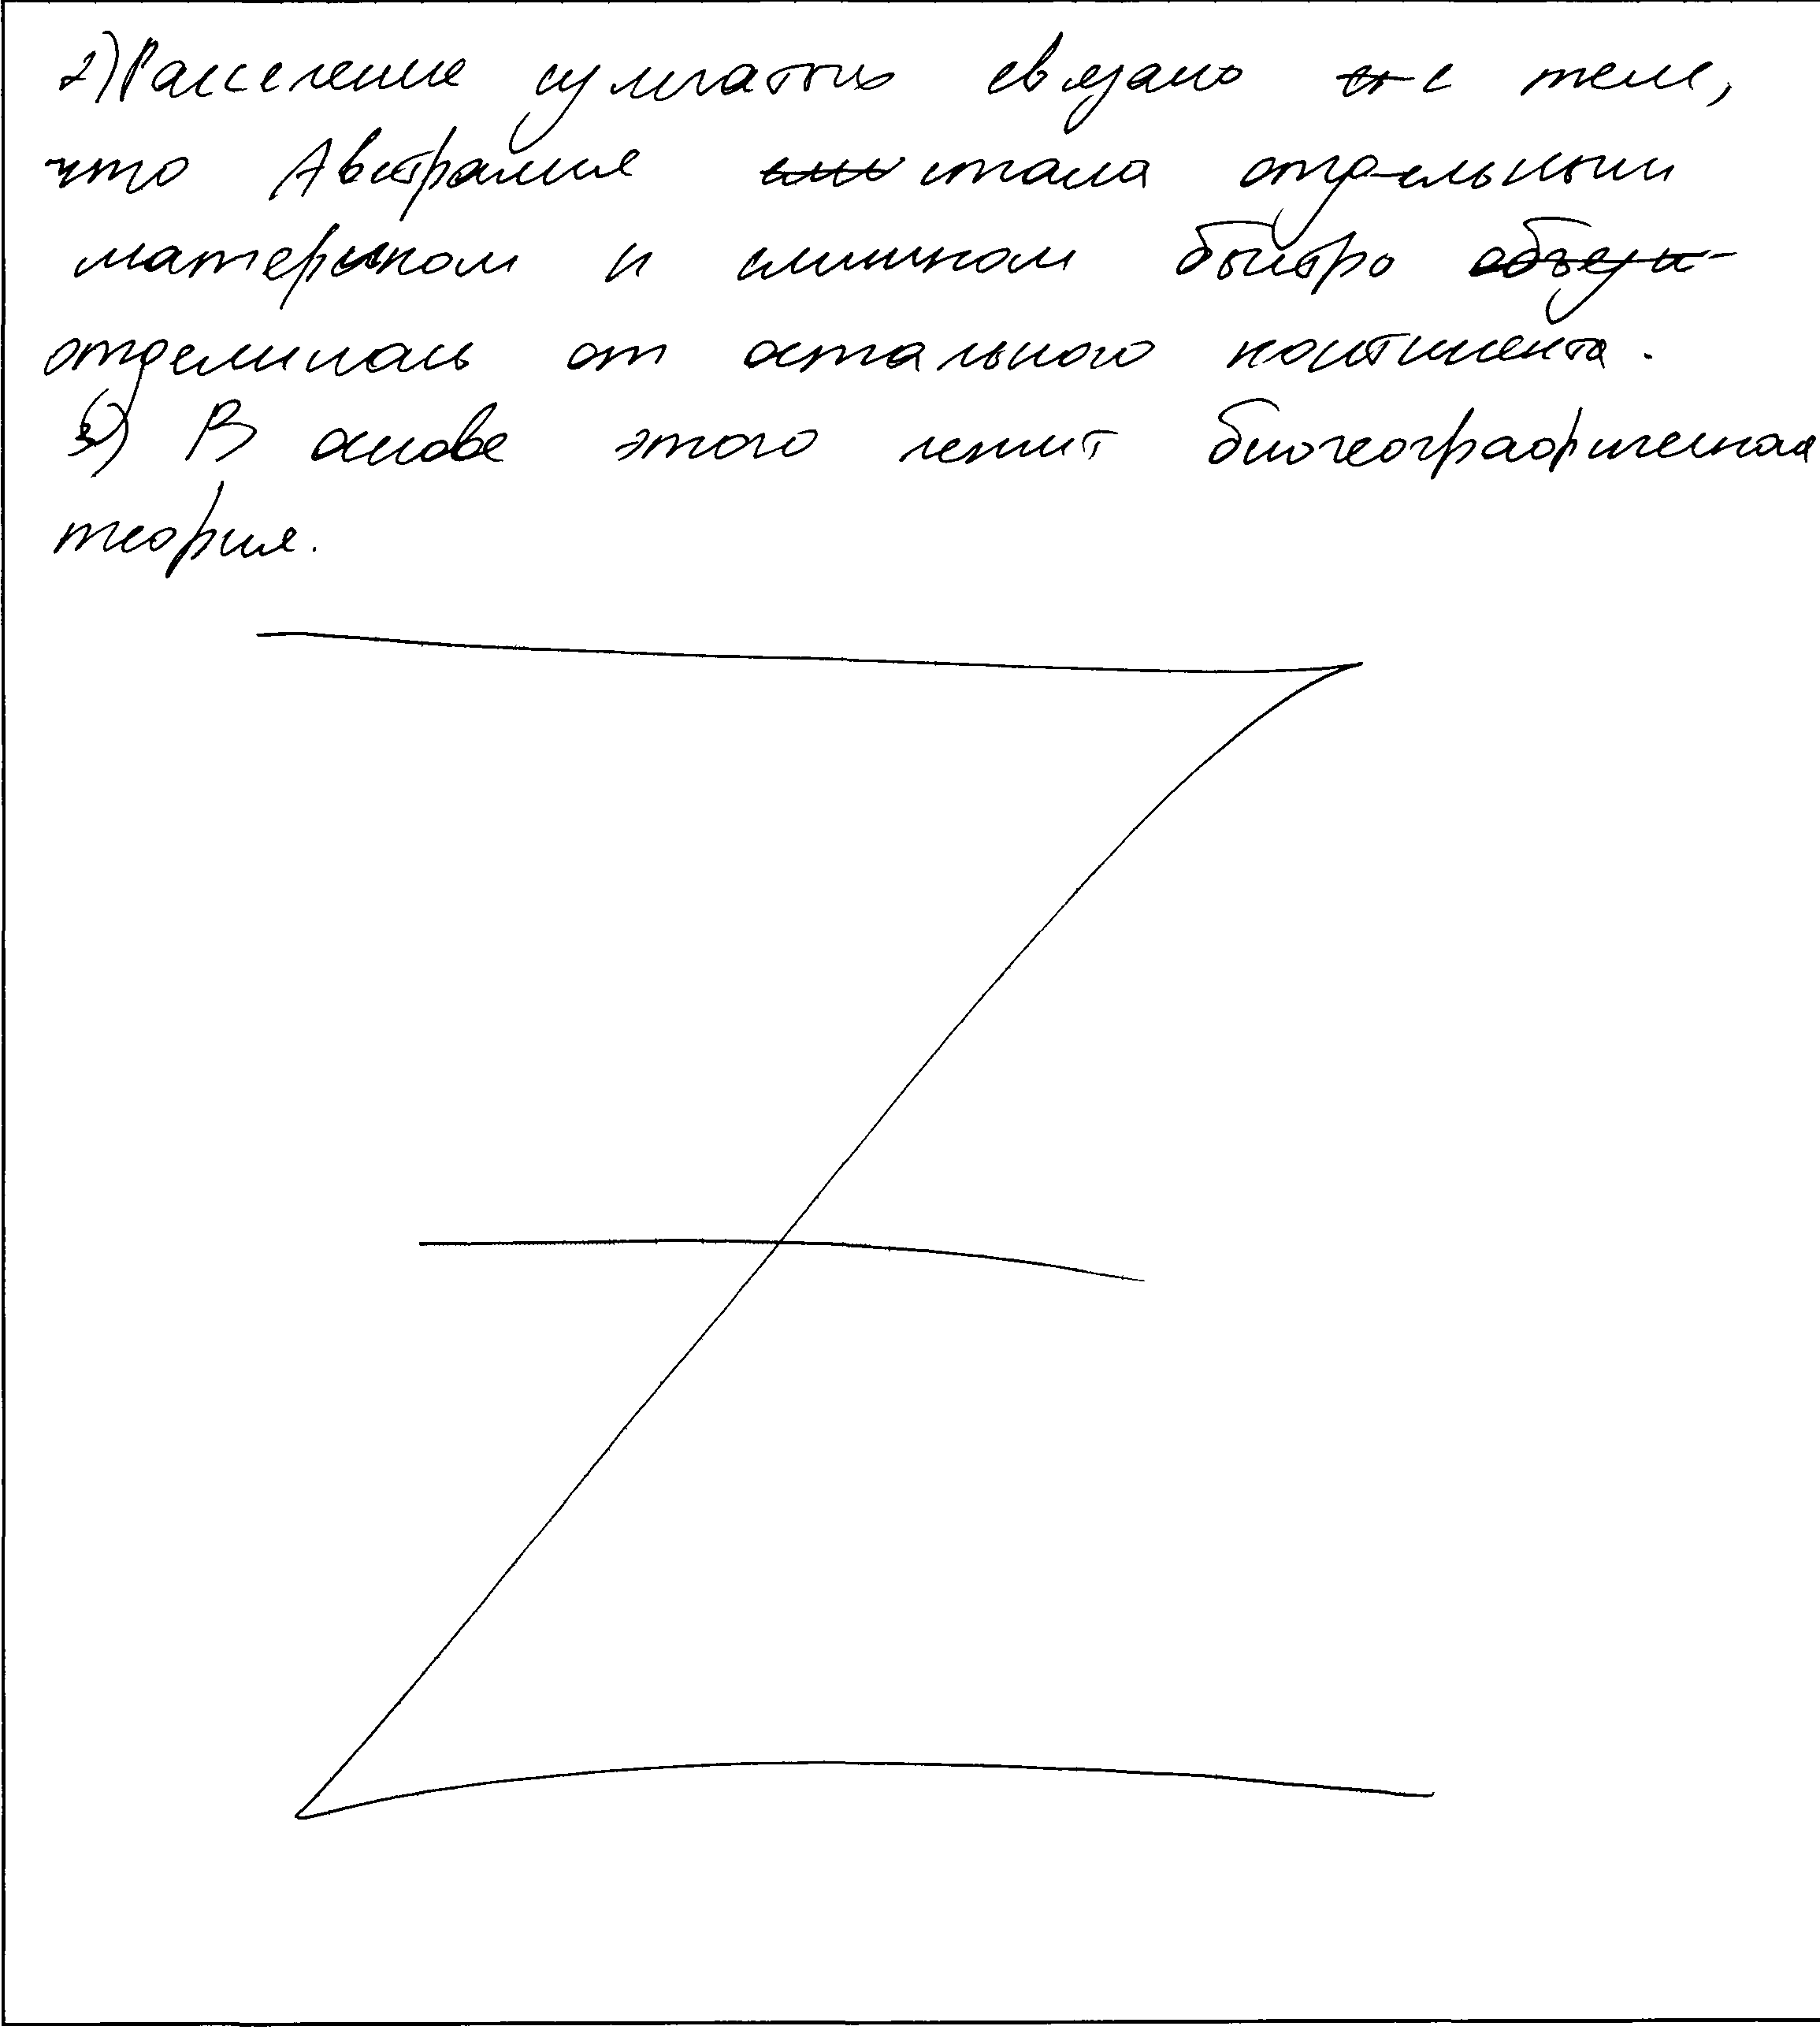 2) Расселение сумчатых связано с тем,
что Австралия стала отдельным
материком и слишком быстро
отделилась от остального континента.
3) В основе этого лежит биогеографическая
теория.